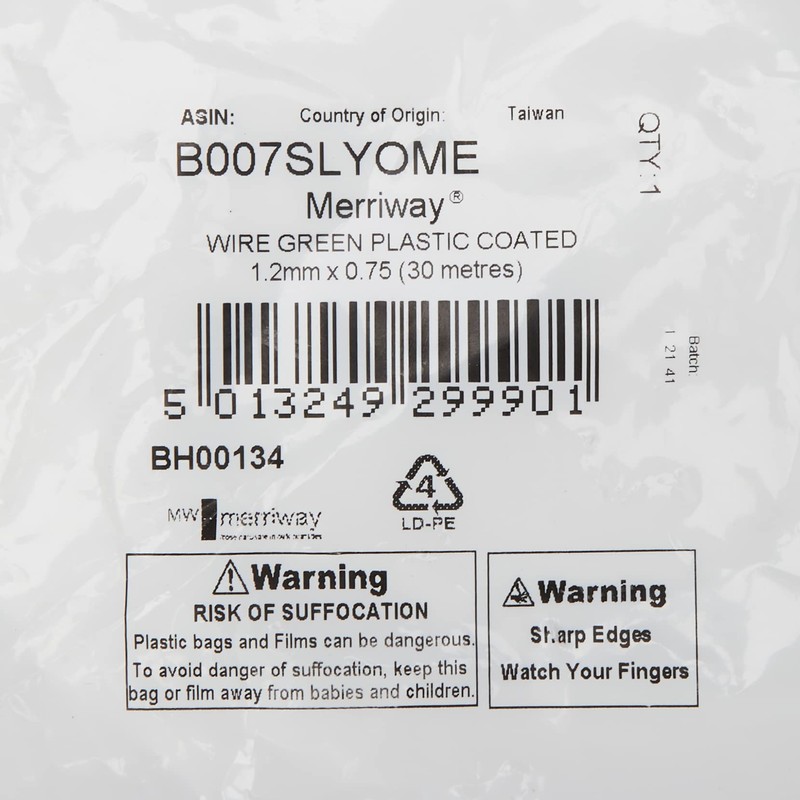 ASIN: Country of Origin: Taiwan
B007SLYOME
QTY: 1
Merriway®
WIRE GREEN PLASTIC COATED
1.2mm x 0.75 (30 metres)
Batch:
1 21 41
5 013249 299901
BH00134
4
LD-PE
MW merriway
Warning
RISK OF SUFFOCATION
Plastic bags and Films can be dangerous.
To avoid danger of suffocation, keep this
bag or film away from babies and children.
Warning
Sharp Edges
Watch Your Fingers